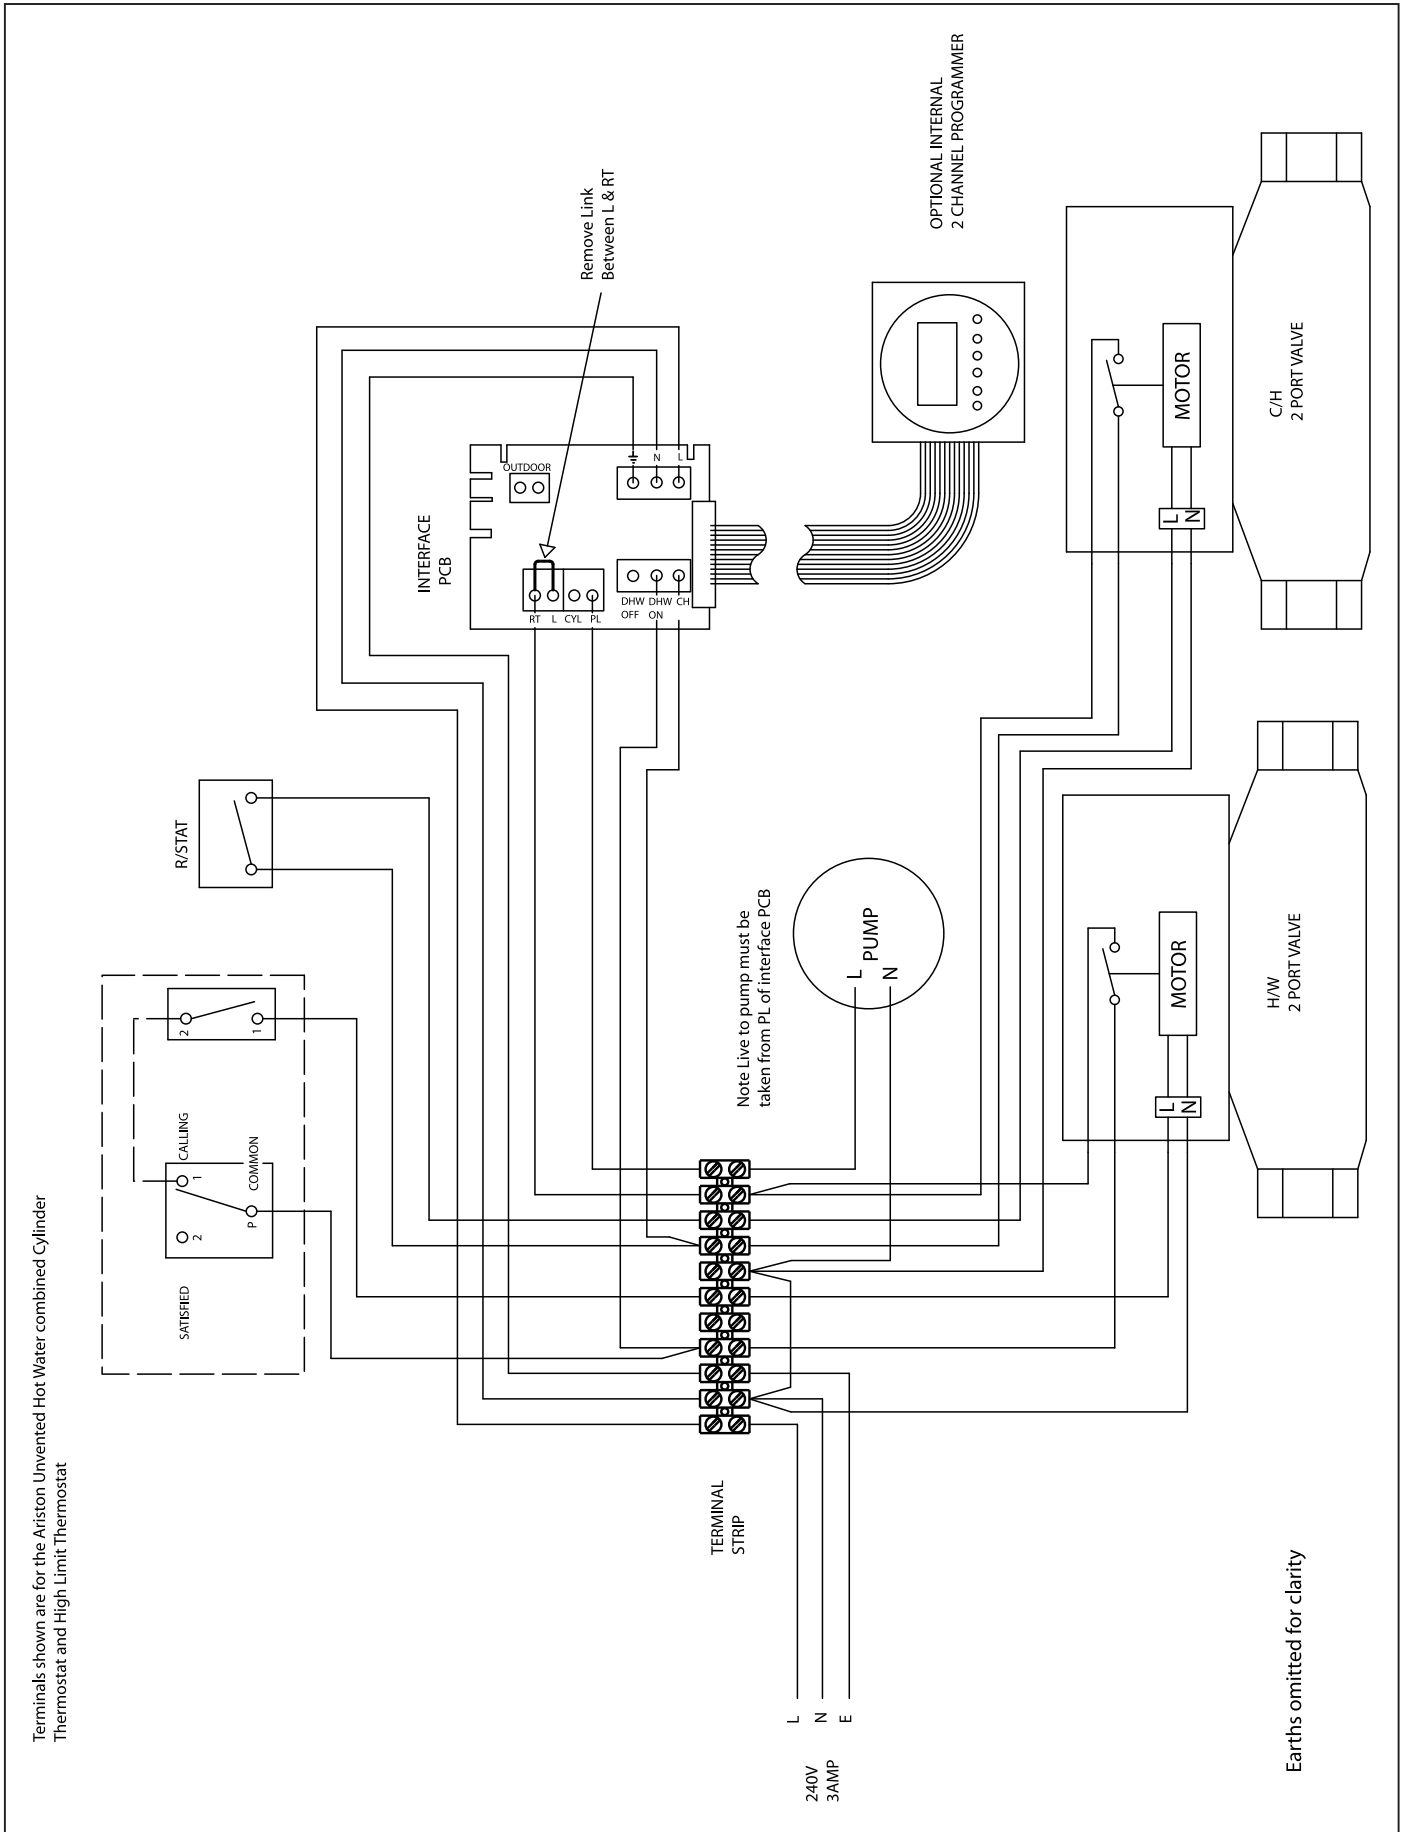 Terminals shown are for the Ariston Unvented Hot Water combined Cylinder
Thermostat and High Limit Thermostat
SATISFIED
CALLING
COMMON
2
1
P
2
1
R/STAT
INTERFACE
PCB
OUTDOOR
N
L
RT
L
CYL
PL
DHW
OFF
DHW
ON
CH
Remove Link
Between L & RT
OPTIONAL INTERNAL
2 CHANNEL PROGRAMMER
Note Live to pump must be
taken from PL of interface PCB
L
N
PUMP
TERMINAL
STRIP
L
N
E
240V
3AMP
L
N
MOTOR
H/W
2 PORT VALVE
L
N
MOTOR
C/H
2 PORT VALVE
Earths omitted for clarity